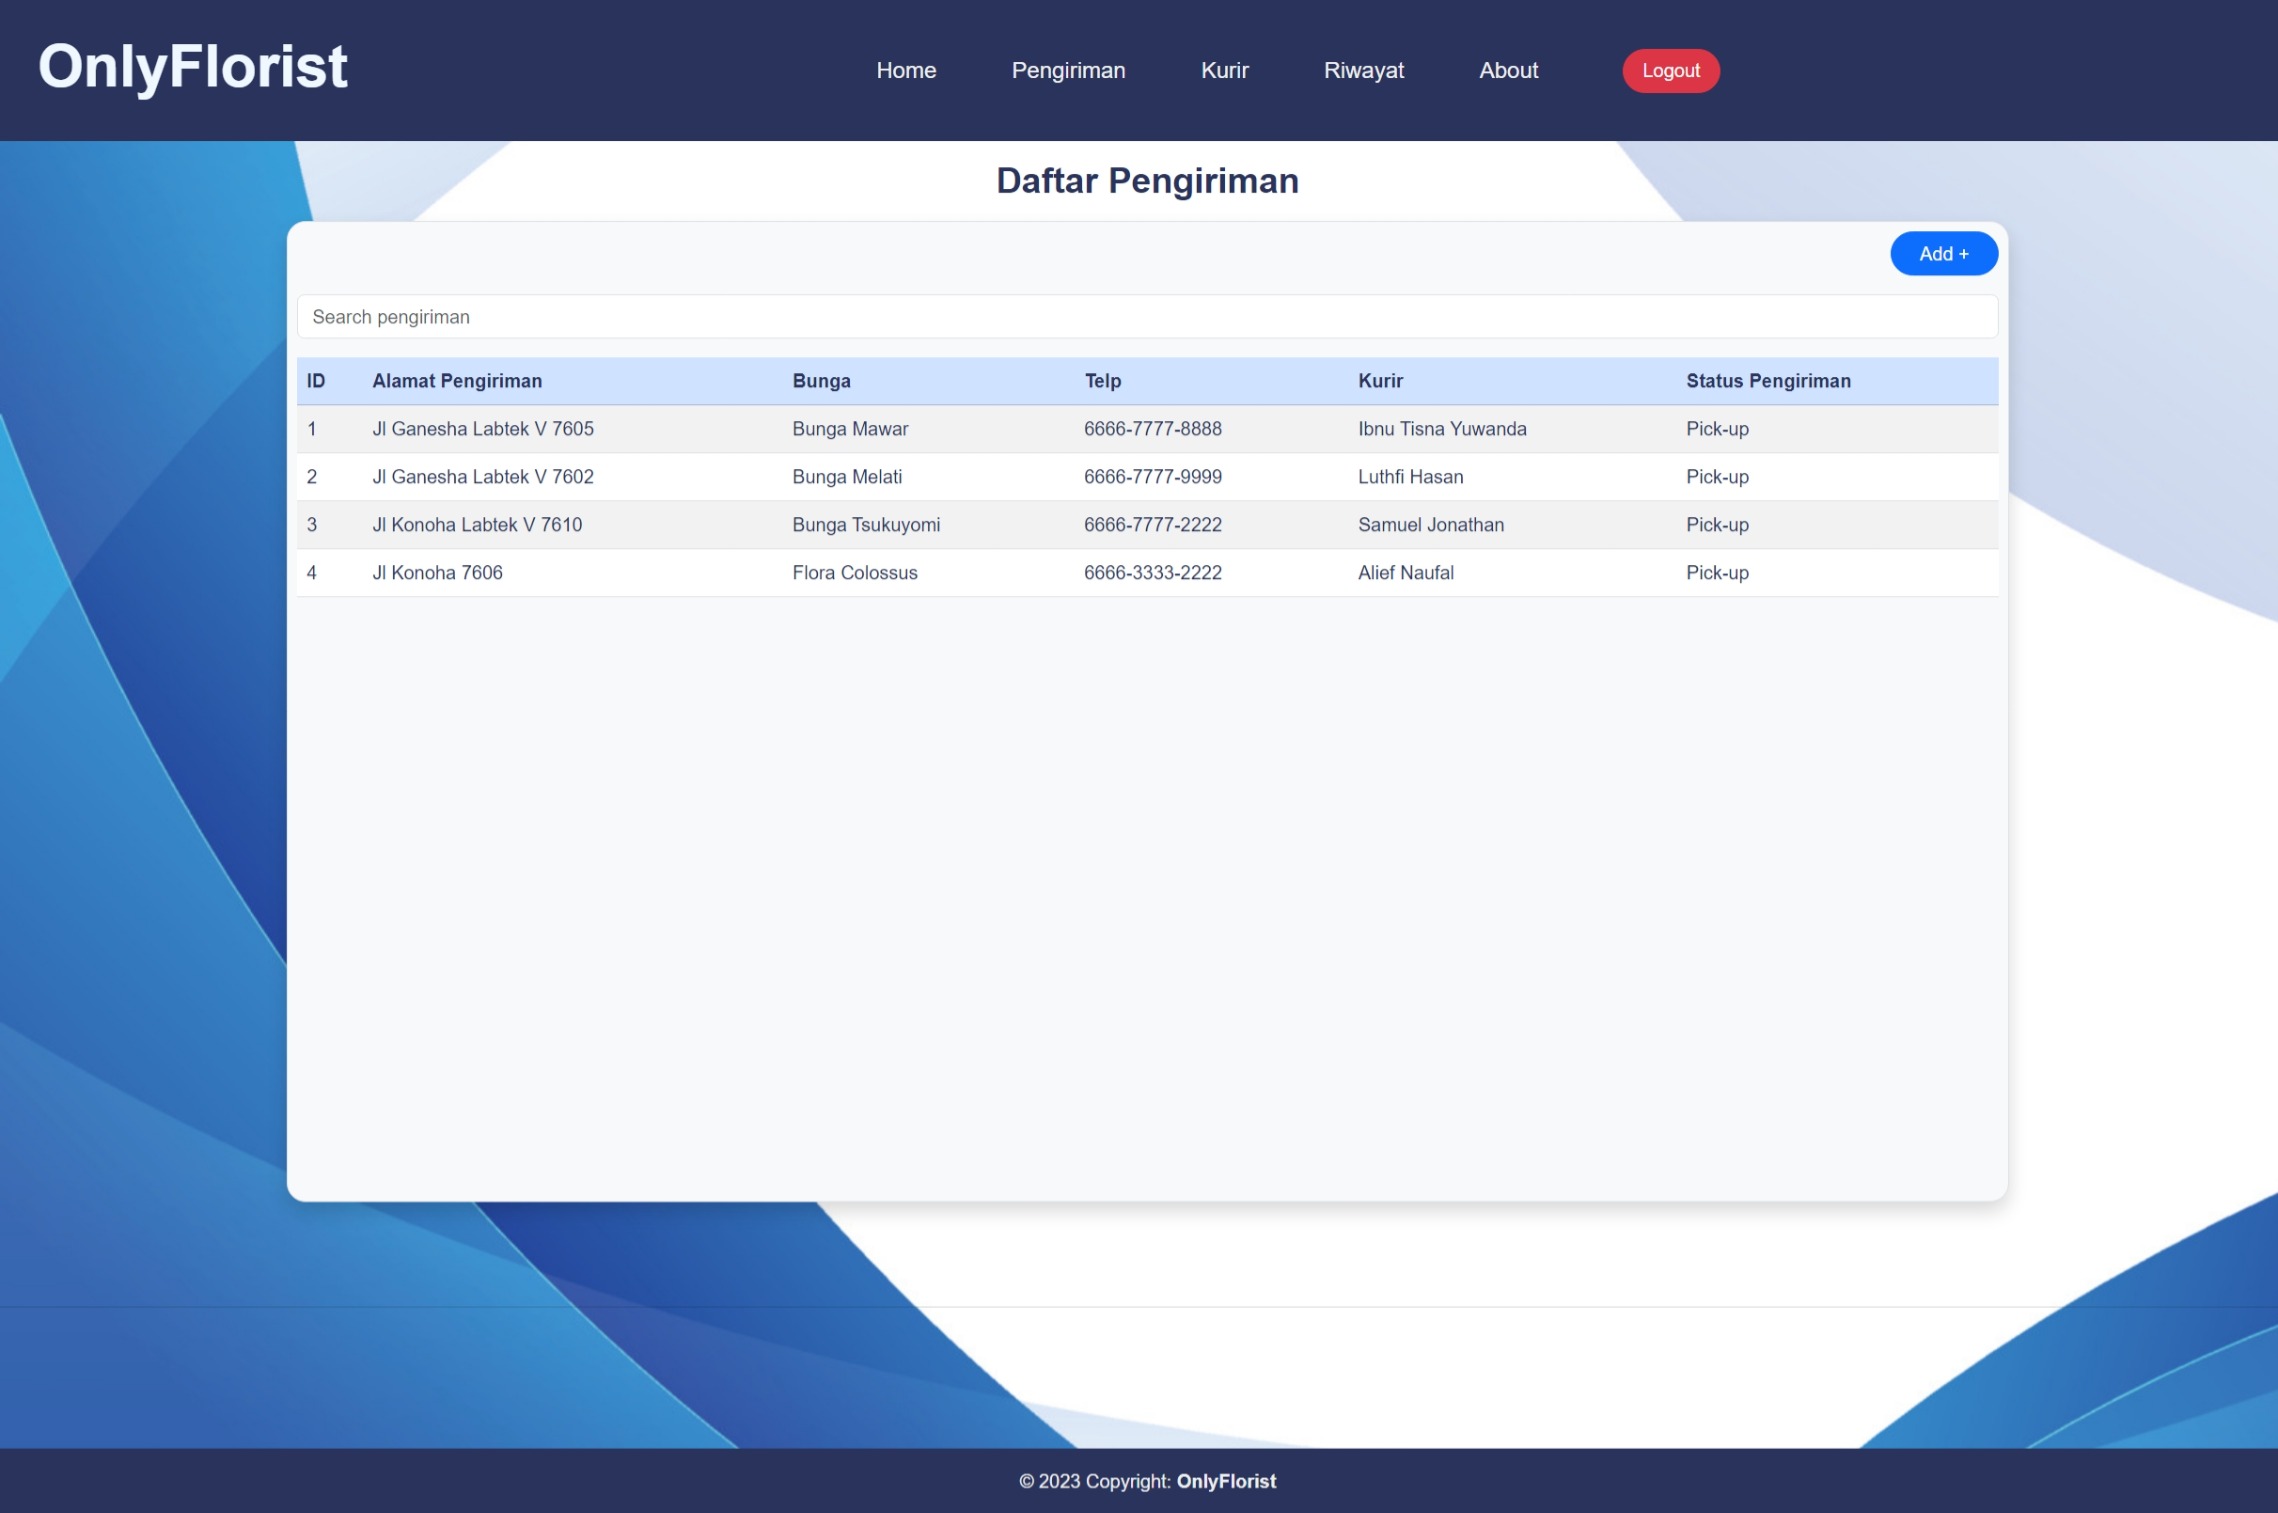 OnlyFlorist
Home Pengiriman Kurir Riwayat About Logout
Daftar Pengiriman
Add +
Search pengiriman
ID Alamat Pengiriman Bunga Telp Kurir Status Pengiriman
1 Jl Ganesha Labtek V 7605 Bunga Mawar 6666-7777-8888 Ibnu Tisna Yuwanda Pick-up
2 Jl Ganesha Labtek V 7602 Bunga Melati 6666-7777-9999 Luthfi Hasan Pick-up
3 Jl Konoha Labtek V 7610 Bunga Tsukuyomi 6666-7777-2222 Samuel Jonathan Pick-up
4 Jl Konoha 7606 Flora Colossus 6666-3333-2222 Alief Naufal Pick-up
© 2023 Copyright: OnlyFlorist